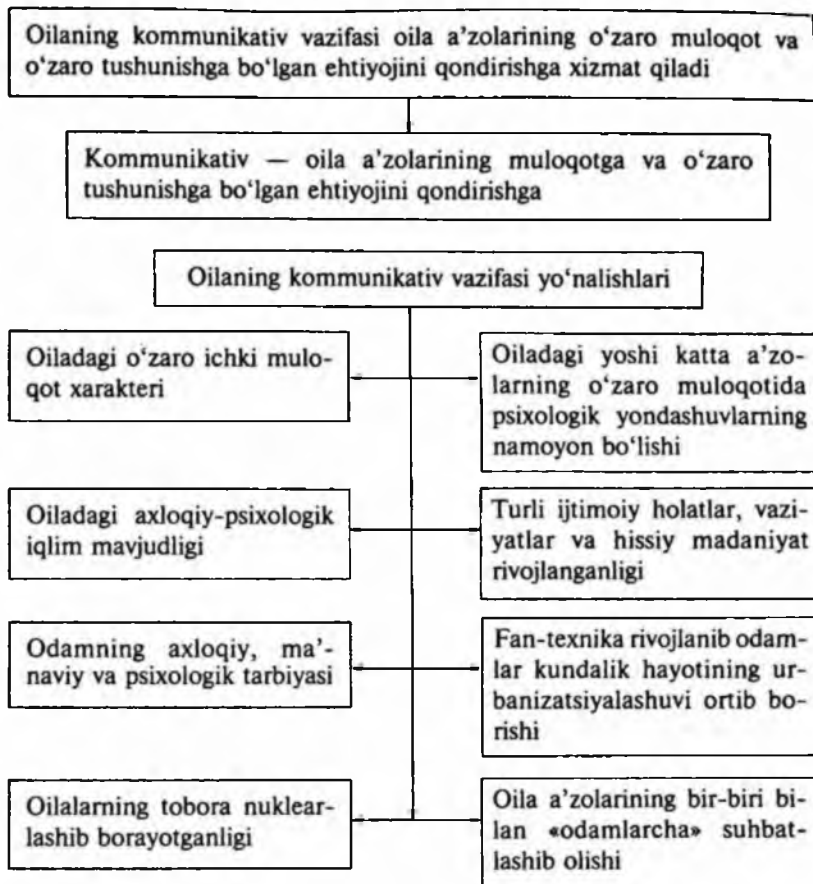 Oilaning kommunikativ vazifasi oila a'zolarining o'zaro muloqot va
o'zaro tushunishga bo'lgan ehtiyojini qondirishga xizmat qiladi
Kommunikativ — oila a'zolarining muloqotga va o'zaro
tushunishga bo'lgan ehtiyojini qondirishga
Oilaning kommunikativ vazifasi yo'nalishlari
Oiladagi o'zaro ichki mulo-
qot xarakteri
Oiladagi yoshi katta a'zo-
larning o'zaro muloqotida
psixologik yondashuvlarning
namoyon bo'lishi
Oiladagi axloqiy-psixologik
iqlim mavjudligi
Turli ijtimoiy holatlar, vazi-
yatlar va hissiy madaniyat
rivojlanganligi
Odamning axloqiy, ma'-
naviy va psixologik tarbiyasi
Fan-texnika rivojlanib odam-
lar kundalik hayotining ur-
banizatsiyalashuvi ortib bo-
rishi
Oilalarning tobora nuklear-
lashib borayotganligi
Oila a'zolarining bir-biri bi-
lan «odamlarcha» suhbat-
lashib olishi